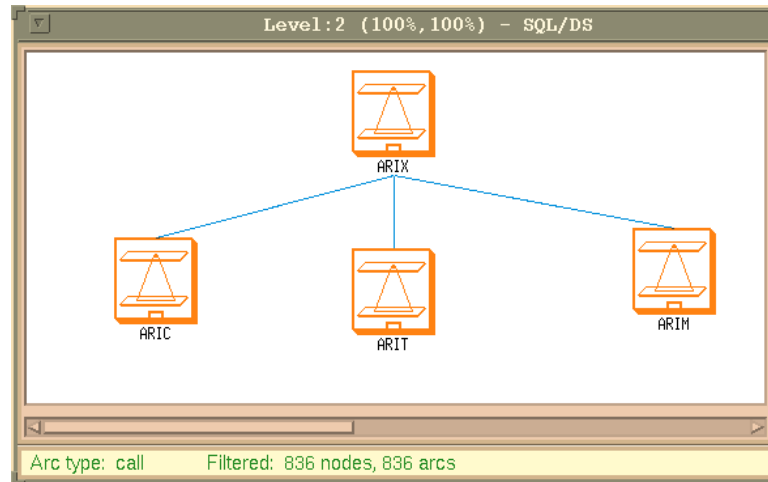 Level:2 (100%,100%) - SQL/DS
ARIX
ARIC
ARIT
ARIM
Arc type: call Filtered: 836 nodes, 836 arcs